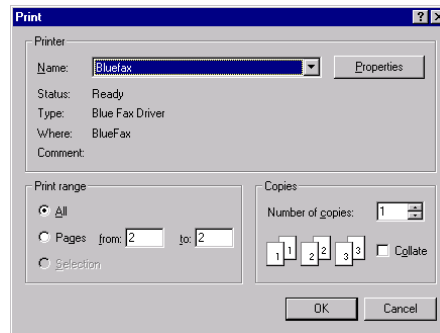 Print
Printer
Name: Bluefax Properties
Status: Ready
Type: Blue Fax Driver
Where: BlueFax
Comment:
Print range
All
Pages from: 2 to: 2
Selection
Copies
Number of copies: 1
1 1 2 2 3 3 Collate
OK Cancel